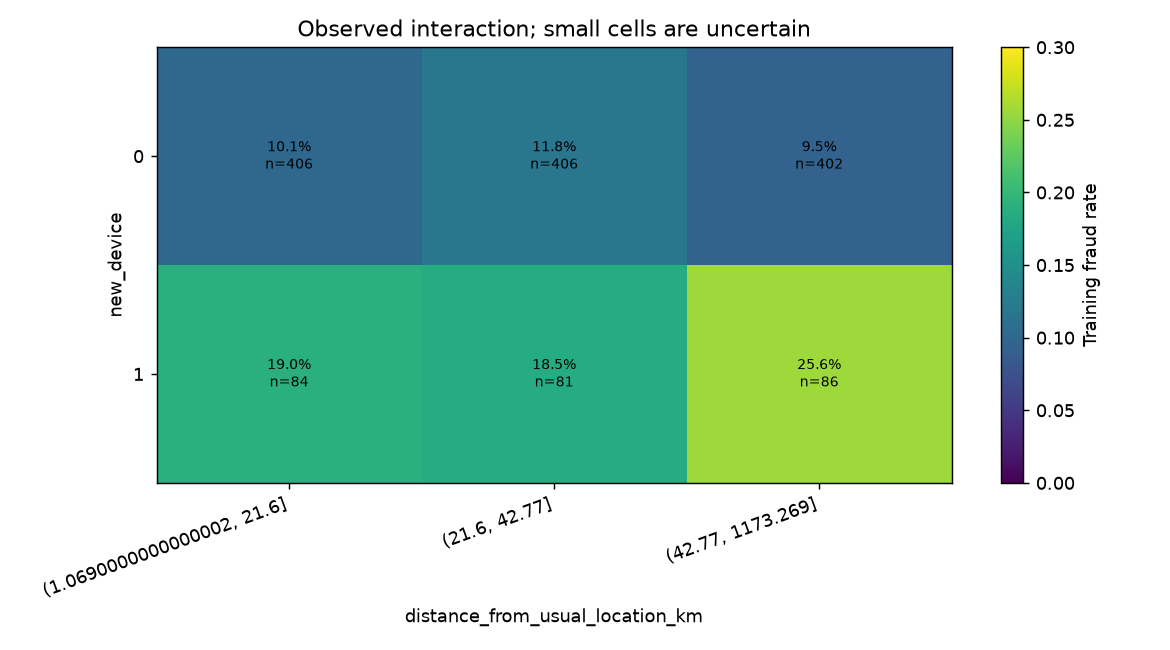 Observed interaction; small cells are uncertain
new_device
0
10.1%
n=406
11.8%
n=406
9.5%
n=402
1
19.0%
n=84
18.5%
n=81
25.6%
n=86
(1.0690000000000002, 21.6]
(21.6, 42.77]
(42.77, 1173.269]
distance_from_usual_location_km
0.30
0.25
0.20
0.15
0.10
0.05
0.00
Training fraud rate